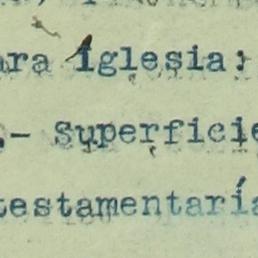 ara iglesia:
.- Superficie
testamentaría